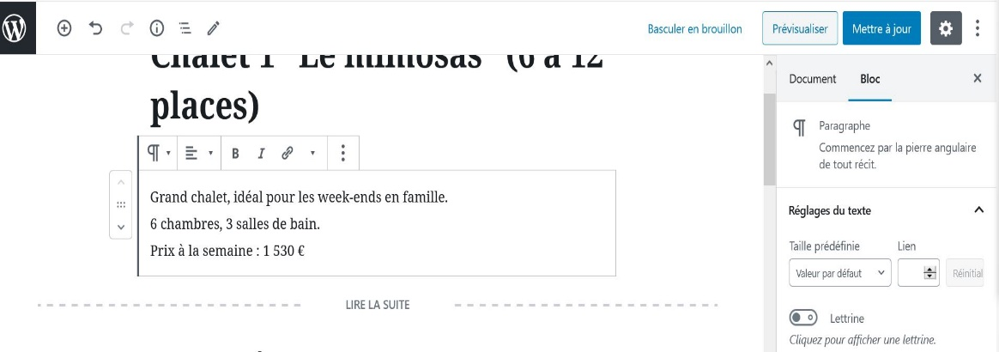 Basculer en brouillon
Prévisualiser
Mettre à jour
Chalet 1 "Le mimosas" (6 à 12
places)
B I
Grand chalet, idéal pour les week-ends en famille.
6 chambres, 3 salles de bain.
Prix à la semaine : 1 530 €
LIRE LA SUITE
Document
Bloc
Paragraphe
Commencez par la pierre angulaire
de tout récit.
Réglages du texte
Taille prédéfinie
Lien
Valeur par défaut
Réinitial
Lettrine
Cliquez pour afficher une lettrine.